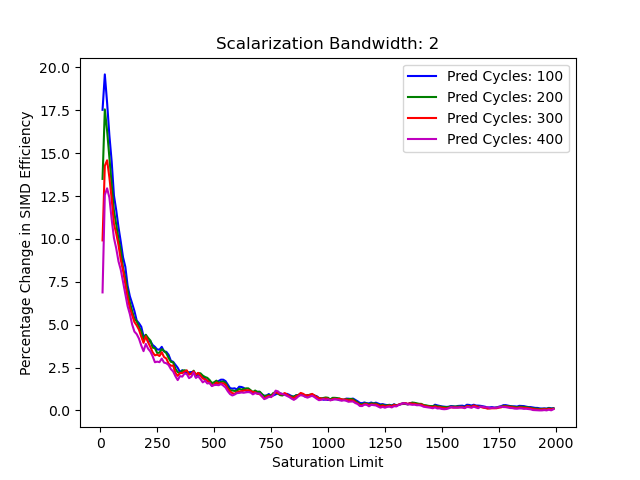 Scalarization Bandwidth: 2
Pred Cycles: 100
Pred Cycles: 200
Pred Cycles: 300
Pred Cycles: 400
Percentage Change in SIMD Efficiency
20.0
17.5
15.0
12.5
10.0
7.5
5.0
2.5
0.0
0 250 500 750 1000 1250 1500 1750 2000
Saturation Limit